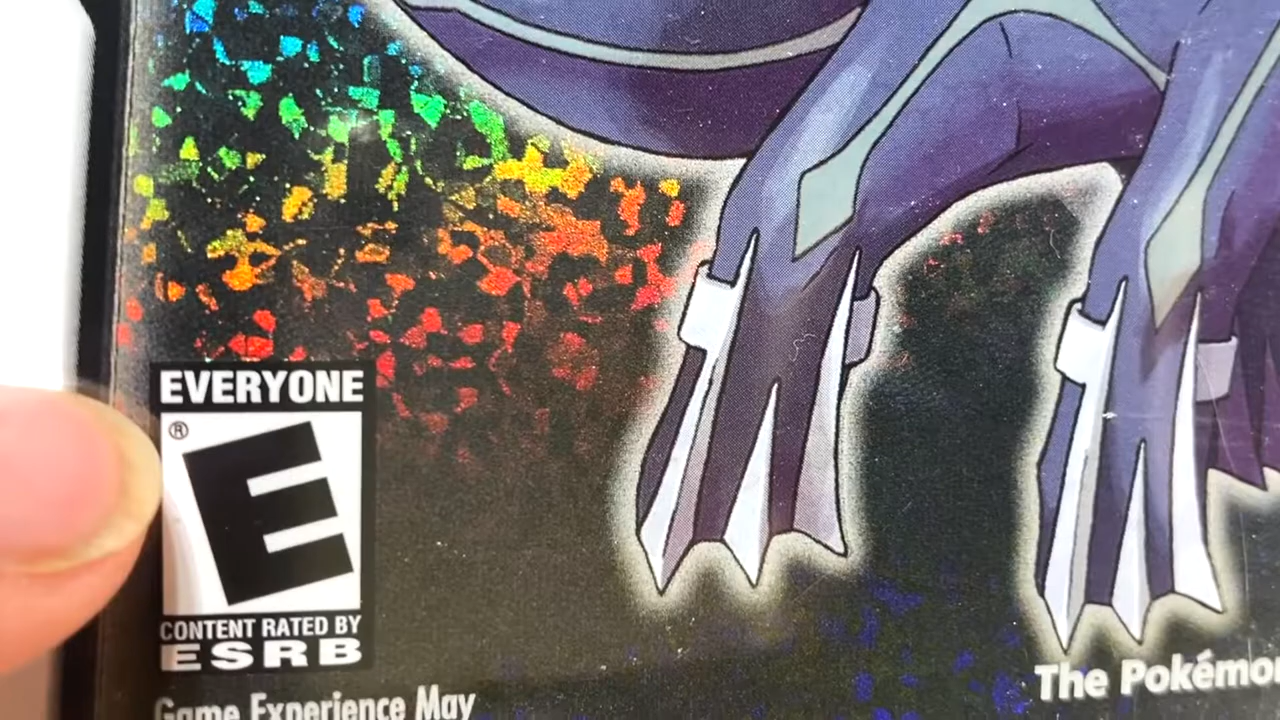 EVERYONE
®
E
CONTENT RATED BY
ESRB
Game Experience May
The Pokémon